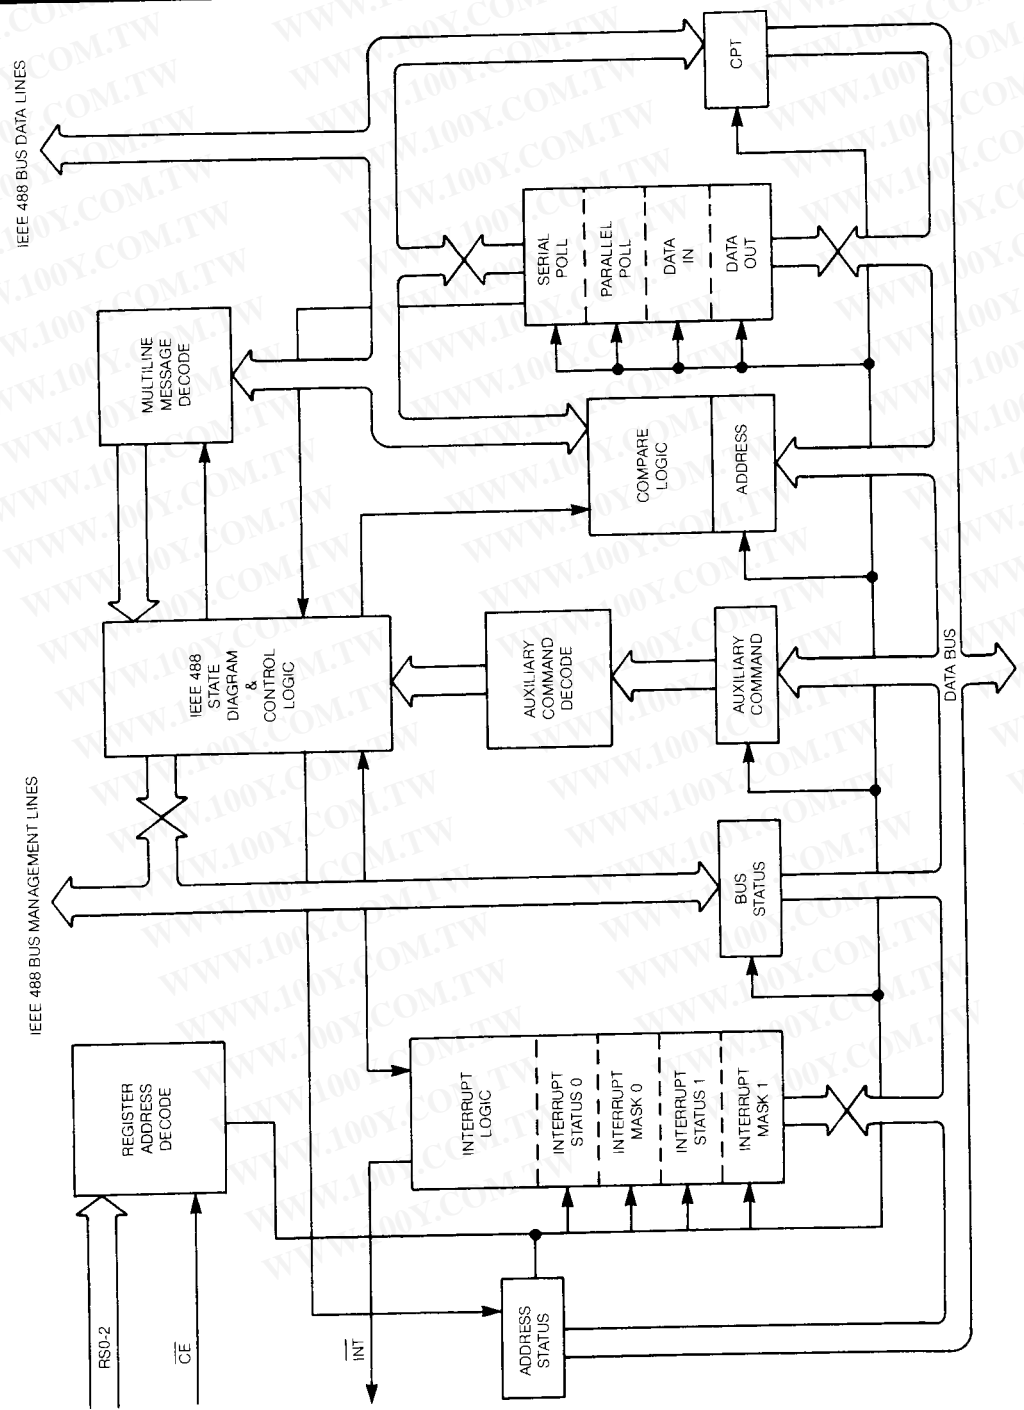 IEEE 488 BUS DATA LINES
IEEE 488 BUS MANAGEMENT LINES
RS0-2
CE
INT
REGISTER
ADDRESS
DECODE
IEEE 488
STATE
DIAGRAM
&
CONTROL
LOGIC
MULTILINE
MESSAGE
DECODE
ADDRESS
STATUS
INTERRUPT
LOGIC
INTERRUPT
STATUS 0
INTERRUPT
MASK 0
INTERRUPT
STATUS 1
INTERRUPT
MASK 1
BUS
STATUS
AUXILIARY
COMMAND
DECODE
AUXILIARY
COMMAND
COMPARE
LOGIC
ADDRESS
SERIAL
POLL
PARALLEL
POLL
DATA
IN
DATA
OUT
CPT
DATA BUS
WWW.100Y.COM.TW